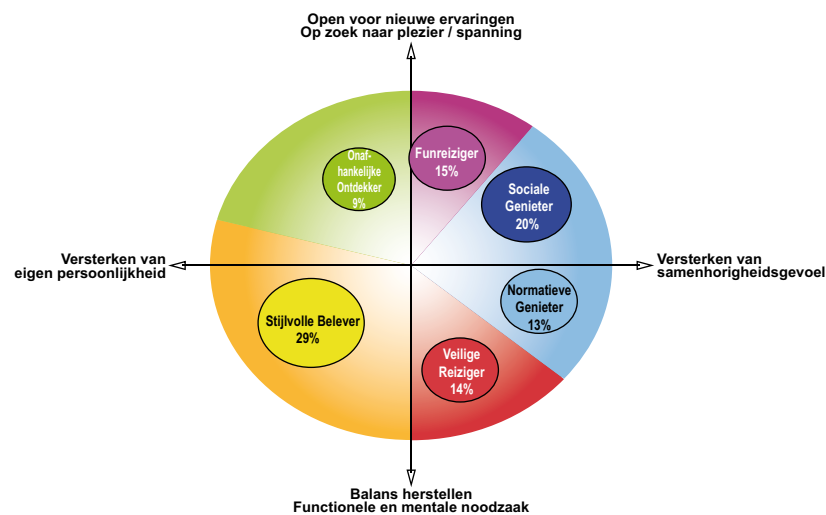 Open voor nieuwe ervaringen
Op zoek naar plezier / spanning
Onaf-
hankelijke
Ontdekker
9%
Funreiziger
15%
Sociale
Genieter
20%
Versterken van
eigen persoonlijkheid
Versterken van
samenhorigheidsgevoel
Normatieve
Genieter
13%
Stijlvolle Belever
29%
Veilige
Reiziger
14%
Balans herstellen
Functionele en mentale noodzaak